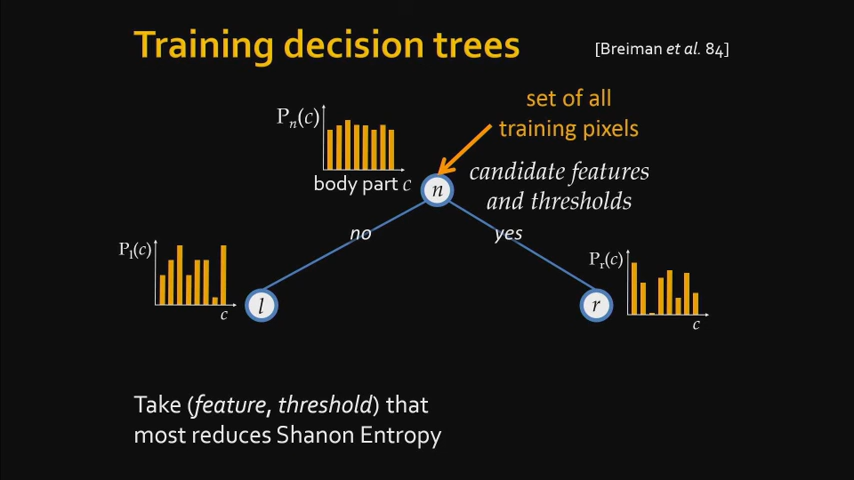 Training decision trees
[Breiman et al. 84]
set of all
training pixels
Pn(c)
body part c
n
candidate features
and thresholds
no
yes
Pl(c)
c
l
Pr(c)
c
r
Take (feature, threshold) that
most reduces Shanon Entropy